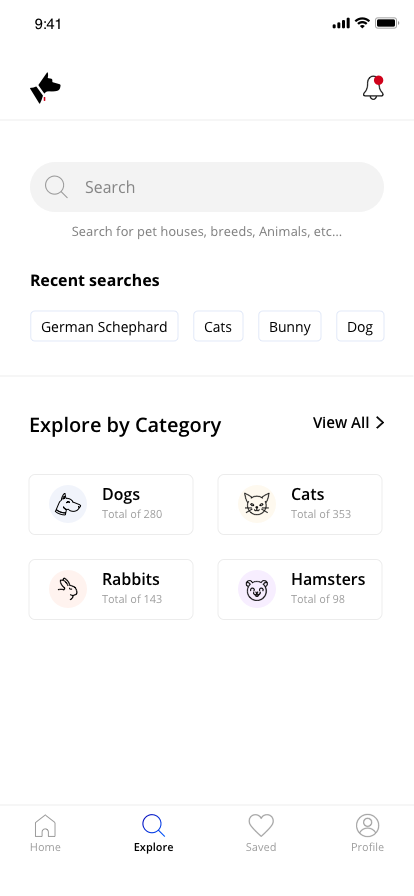 9:41
Search
Search for pet houses, breeds, Animals, etc...
Recent searches
German Schephard Cats Bunny Dog
Explore by Category View All
Dogs Cats
Total of 280 Total of 353
Rabbits Hamsters
Total of 143 Total of 98
Home Explore Saved Profile